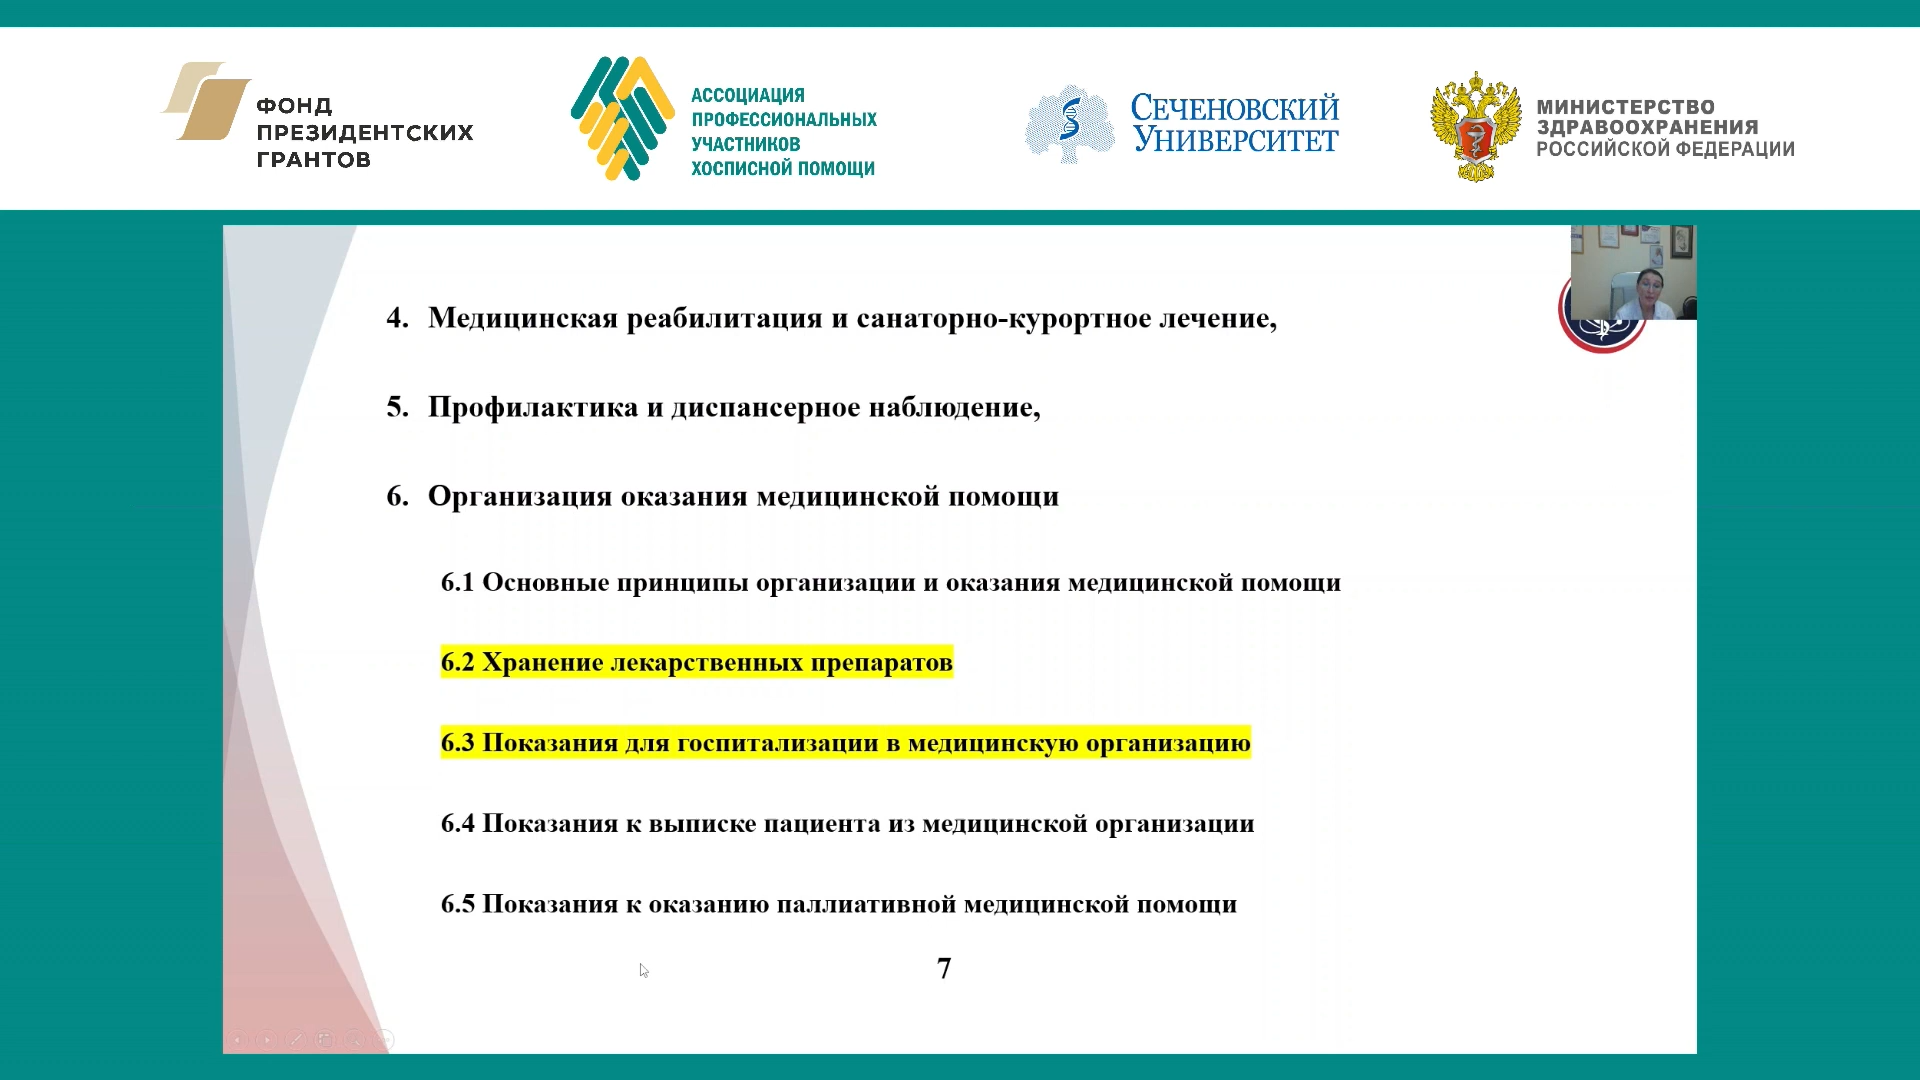 ФОНД
ПРЕЗИДЕНТСКИХ
ГРАНТОВ
АССОЦИАЦИЯ
ПРОФЕССИОНАЛЬНЫХ
УЧАСТНИКОВ
ХОСПИСНОЙ ПОМОЩИ
СЕЧЕНОВСКИЙ
УНИВЕРСИТЕТ
МИНИСТЕРСТВО
ЗДРАВООХРАНЕНИЯ
РОССИЙСКОЙ ФЕДЕРАЦИИ
4. Медицинская реабилитация и санаторно-курортное лечение,
5. Профилактика и диспансерное наблюдение,
6. Организация оказания медицинской помощи
6.1 Основные принципы организации и оказания медицинской помощи
6.2 Хранение лекарственных препаратов
6.3 Показания для госпитализации в медицинскую организацию
6.4 Показания к выписке пациента из медицинской организации
6.5 Показания к оказанию паллиативной медицинской помощи
7